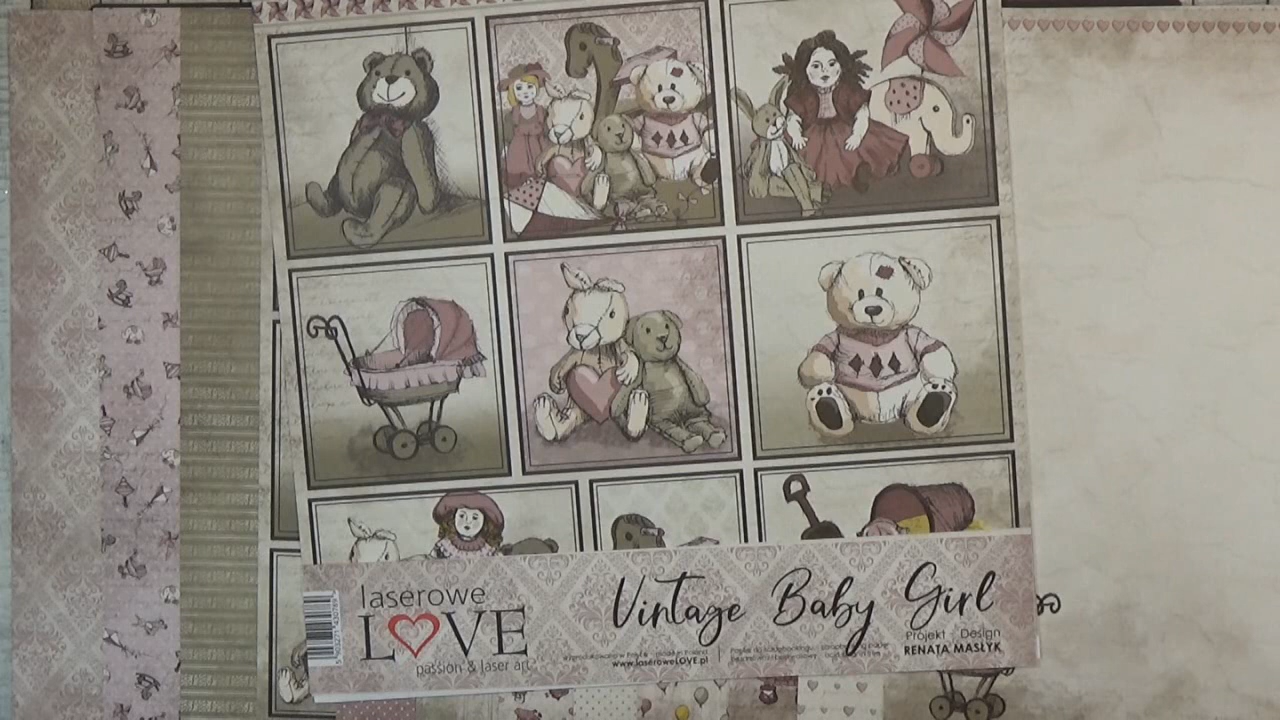 laserowe
LOVE
passion & laser art
Vintage Baby Girl
Projekt Design
RENATA MASŁYK
www.laseroweLOVE.pl